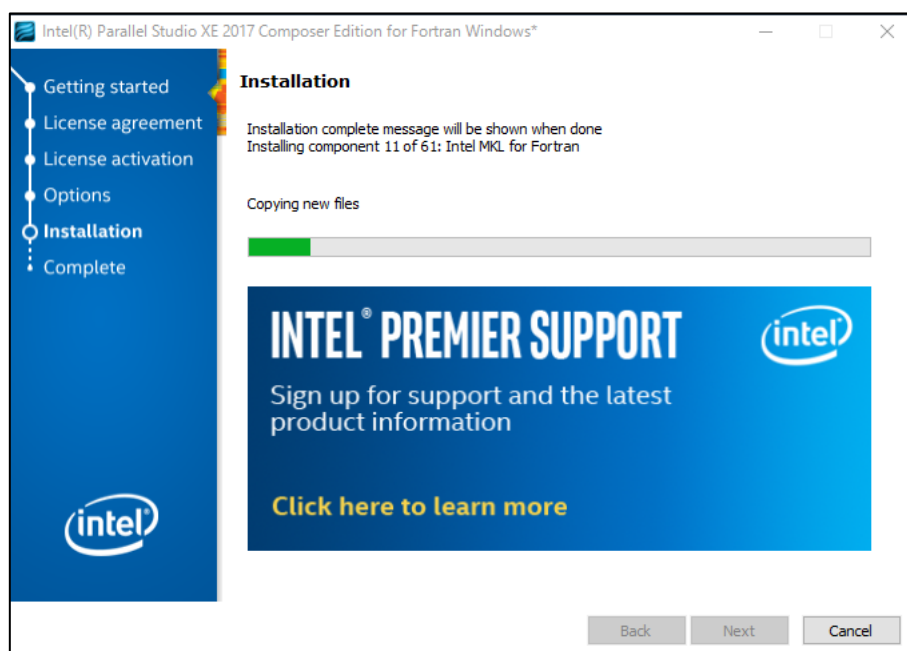 Intel(R) Parallel Studio XE 2017 Composer Edition for Fortran Windows*
Getting started
License agreement
License activation
Options
Installation
Complete
intel®
Installation
Installation complete message will be shown when done
Installing component 11 of 61: Intel MKL for Fortran
Copying new files
INTEL® PREMIER SUPPORT
intel®
Sign up for support and the latest
product information
Click here to learn more
Back
Next
Cancel